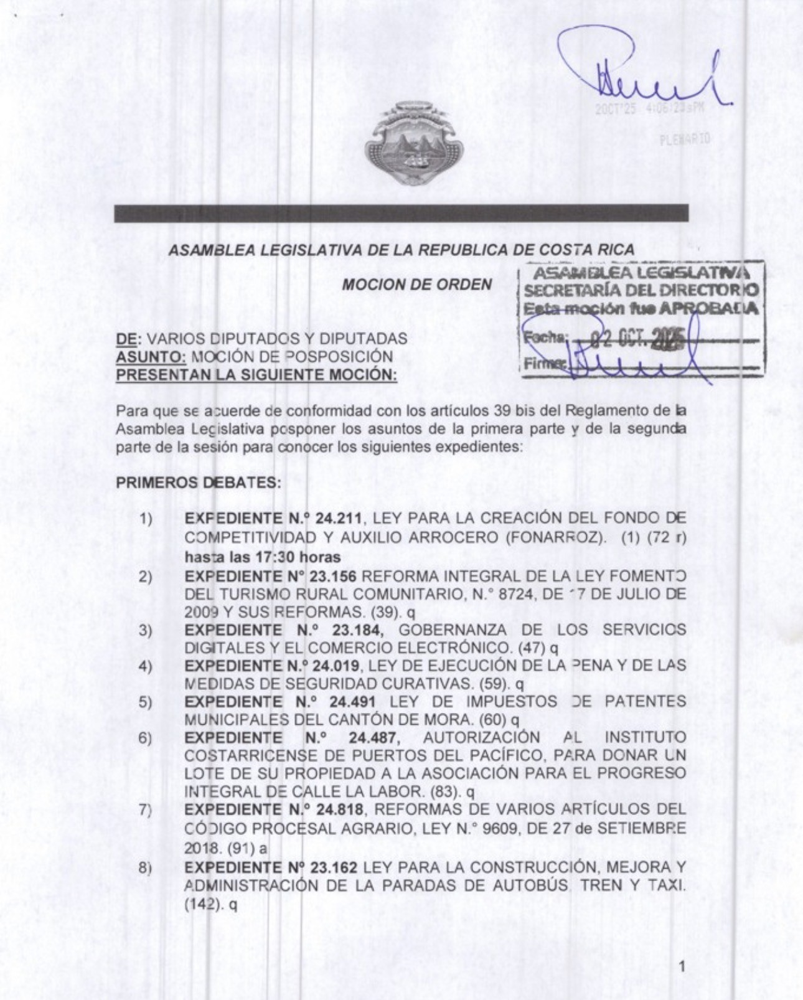 2OCT'25 4:06:23sPM
PLENARIO
ASAMBLEA LEGISLATIVA DE LA REPUBLICA DE COSTA RICA
MOCION DE ORDEN
ASAMBLEA LEGISLATIVA
SECRETARÍA DEL DIRECTORIO
Esta moción fue APROBADA
Fecha: 02 OCT. 2025
Firma:
DE: VARIOS DIPUTADOS Y DIPUTADAS
ASUNTO: MOCIÓN DE POSPOSICIÓN
PRESENTAN LA SIGUIENTE MOCIÓN:
Para que se acuerde de conformidad con los artículos 39 bis del Reglamento de la
Asamblea Legislativa posponer los asuntos de la primera parte y de la segunda
parte de la sesión para conocer los siguientes expedientes:
PRIMEROS DEBATES:
1) EXPEDIENTE N.º 24.211, LEY PARA LA CREACIÓN DEL FONDO DE
COMPETITIVIDAD Y AUXILIO ARROCERO (FONARROZ). (1) (72 r)
hasta las 17:30 horas
2) EXPEDIENTE N° 23.156 REFORMA INTEGRAL DE LA LEY FOMENTO
DEL TURISMO RURAL COMUNITARIO, N.° 8724, DE 17 DE JULIO DE
2009 Y SUS REFORMAS. (39). q
3) EXPEDIENTE N.º 23.184, GOBERNANZA DE LOS SERVICIOS
DIGITALES Y EL COMERCIO ELECTRÓNICO. (47) q
4) EXPEDIENTE N.º 24.019, LEY DE EJECUCIÓN DE LA PENA Y DE LAS
MEDIDAS DE SEGURIDAD CURATIVAS. (59). q
5) EXPEDIENTE N.º 24.491 LEY DE IMPUESTOS DE PATENTES
MUNICIPALES DEL CANTÓN DE MORA. (60) q
6) EXPEDIENTE N.º 24.487, AUTORIZACIÓN AL INSTITUTO
COSTARRICENSE DE PUERTOS DEL PACÍFICO, PARA DONAR UN
LOTE DE SU PROPIEDAD A LA ASOCIACIÓN PARA EL PROGRESO
INTEGRAL DE CALLE LA LABOR. (83). q
7) EXPEDIENTE N.º 24.818, REFORMAS DE VARIOS ARTÍCULOS DEL
CÓDIGO PROCESAL AGRARIO, LEY N.° 9609, DE 27 de SETIEMBRE
2018. (91) a
8) EXPEDIENTE Nº 23.162 LEY PARA LA CONSTRUCCIÓN, MEJORA Y
ADMINISTRACIÓN DE LA PARADAS DE AUTOBÚS, TREN Y TAXI.
(142). q
1